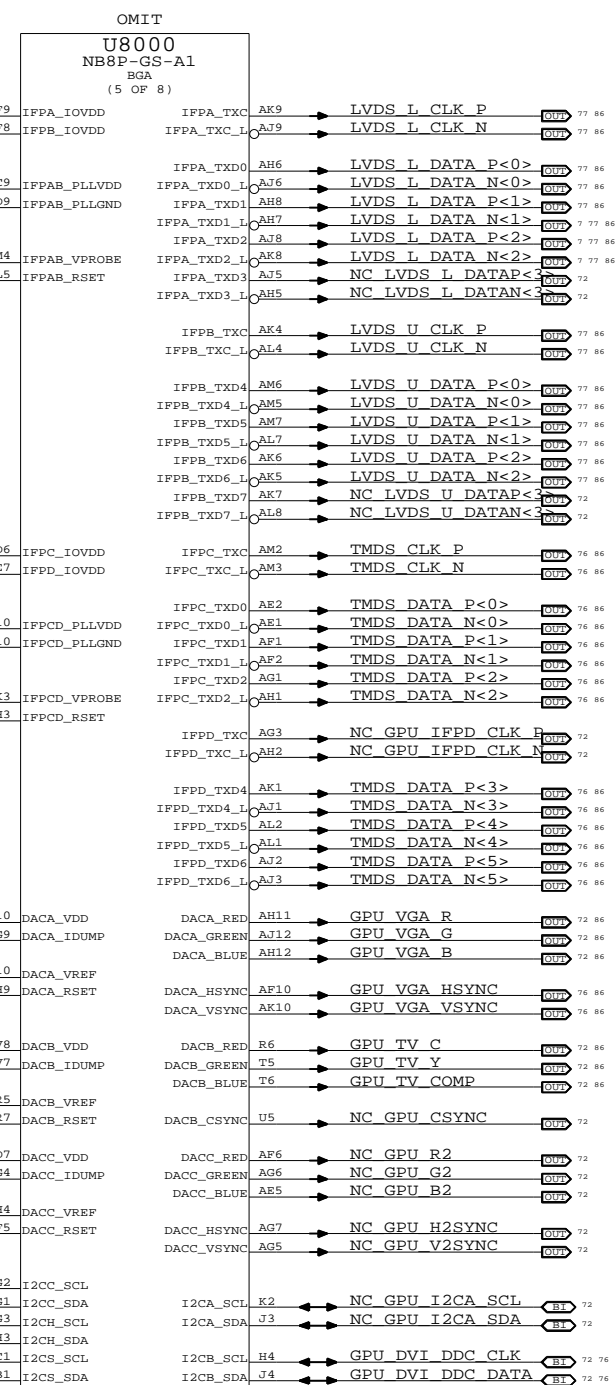 OMIT
U8000
NB8P-GS-A1
BGA
(5 OF 8)
IFPA_IOVDD IFPA_TXC AK9 LVDS_L_CLK_P OUT 77 86
IFPB_IOVDD IFPA_TXC_L AJ9 LVDS_L_CLK_N OUT 77 86
IFPA_TXD0 AH6 LVDS_L_DATA_P<0> OUT 77 86
IFPAB_PLLVDD IFPA_TXD0_L AJ6 LVDS_L_DATA_N<0> OUT 77 86
IFPAB_PLLGND IFPA_TXD1 AH8 LVDS_L_DATA_P<1> OUT 77 86
IFPA_TXD1_L AH7 LVDS_L_DATA_N<1> OUT 7 77 86
IFPA_TXD2 AJ8 LVDS_L_DATA_P<2> OUT 7 77 86
IFPAB_VPROBE IFPA_TXD2_L AK8 LVDS_L_DATA_N<2> OUT 7 77 86
IFPAB_RSET IFPA_TXD3 AJ5 NC_LVDS_L_DATAP<3> OUT 72
IFPA_TXD3_L AH5 NC_LVDS_L_DATAN<3> OUT 72
IFPB_TXC AK4 LVDS_U_CLK_P OUT 77 86
IFPB_TXC_L AL4 LVDS_U_CLK_N OUT 77 86
IFPB_TXD4 AM6 LVDS_U_DATA_P<0> OUT 77 86
IFPB_TXD4_L AM5 LVDS_U_DATA_N<0> OUT 77 86
IFPB_TXD5 AM7 LVDS_U_DATA_P<1> OUT 77 86
IFPB_TXD5_L AL7 LVDS_U_DATA_N<1> OUT 77 86
IFPB_TXD6 AK6 LVDS_U_DATA_P<2> OUT 77 86
IFPB_TXD6_L AK5 LVDS_U_DATA_N<2> OUT 77 86
IFPB_TXD7 AK7 NC_LVDS_U_DATAP<3> OUT 72
IFPB_TXD7_L AL8 NC_LVDS_U_DATAN<3> OUT 72
IFPC_IOVDD IFPC_TXC AM2 TMDS_CLK_P OUT 76 86
IFPD_IOVDD IFPC_TXC_L AM3 TMDS_CLK_N OUT 76 86
IFPC_TXD0 AE2 TMDS_DATA_P<0> OUT 76 86
IFPCD_PLLVDD IFPC_TXD0_L AE1 TMDS_DATA_N<0> OUT 76 86
IFPCD_PLLGND IFPC_TXD1 AF1 TMDS_DATA_P<1> OUT 76 86
IFPC_TXD1_L AF2 TMDS_DATA_N<1> OUT 76 86
IFPC_TXD2 AG1 TMDS_DATA_P<2> OUT 76 86
IFPCD_VPROBE IFPC_TXD2_L AH1 TMDS_DATA_N<2> OUT 76 86
IFPCD_RSET
IFPD_TXC AG3 NC_GPU_IFPD_CLK_P OUT 72
IFPD_TXC_L AH2 NC_GPU_IFPD_CLK_N OUT 72
IFPD_TXD4 AK1 TMDS_DATA_P<3> OUT 76 86
IFPD_TXD4_L AJ1 TMDS_DATA_N<3> OUT 76 86
IFPD_TXD5 AL2 TMDS_DATA_P<4> OUT 76 86
IFPD_TXD5_L AL1 TMDS_DATA_N<4> OUT 76 86
IFPD_TXD6 AJ2 TMDS_DATA_P<5> OUT 76 86
IFPD_TXD6_L AJ3 TMDS_DATA_N<5> OUT 76 86
DACA_VDD DACA_RED AH11 GPU_VGA_R OUT 72 86
DACA_IDUMP DACA_GREEN AJ12 GPU_VGA_G OUT 72 86
DACA_BLUE AH12 GPU_VGA_B OUT 72 86
DACA_VREF
DACA_RSET DACA_HSYNC AF10 GPU_VGA_HSYNC OUT 76 86
DACA_VSYNC AK10 GPU_VGA_VSYNC OUT 76 86
DACB_VDD DACB_RED R6 GPU_TV_C OUT 72 86
DACB_IDUMP DACB_GREEN T5 GPU_TV_Y OUT 72 86
DACB_BLUE T6 GPU_TV_COMP OUT 72 86
DACB_VREF
DACB_RSET DACB_CSYNC U5 NC_GPU_CSYNC OUT 72
DACC_VDD DACC_RED AF6 NC_GPU_R2 OUT 72
DACC_IDUMP DACC_GREEN AG6 NC_GPU_G2 OUT 72
DACC_BLUE AE5 NC_GPU_B2 OUT 72
DACC_VREF
DACC_RSET DACC_HSYNC AG7 NC_GPU_H2SYNC OUT 72
DACC_VSYNC AG5 NC_GPU_V2SYNC OUT 72
I2CC_SCL
I2CC_SDA I2CA_SCL K2 NC_GPU_I2CA_SCL BI 72
I2CH_SCL I2CA_SDA J3 NC_GPU_I2CA_SDA BI 72
I2CH_SDA
I2CS_SCL I2CB_SCL H4 GPU_DVI_DDC_CLK BI 72 76
I2CS_SDA I2CB_SDA J4 GPU_DVI_DDC_DATA BI 72 76